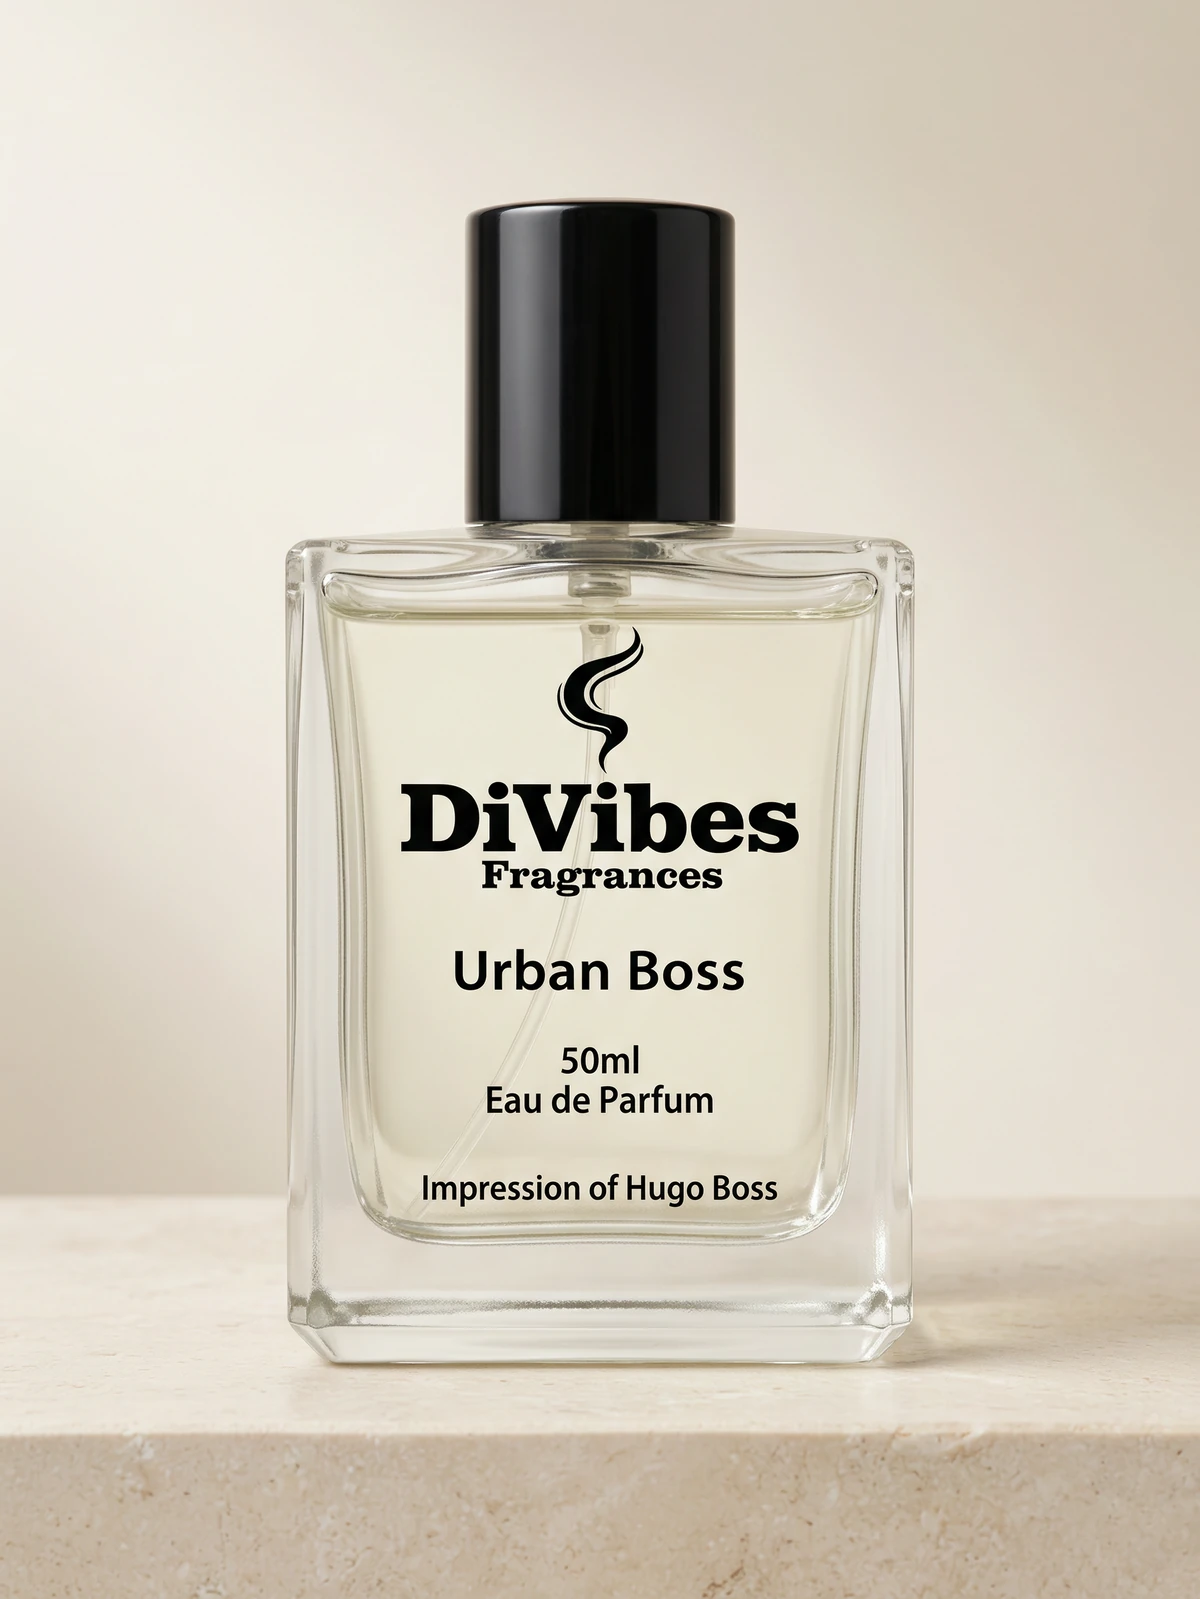 DiVibes
Fragrances
Urban Boss
50ml
Eau de Parfum
Impression of Hugo Boss